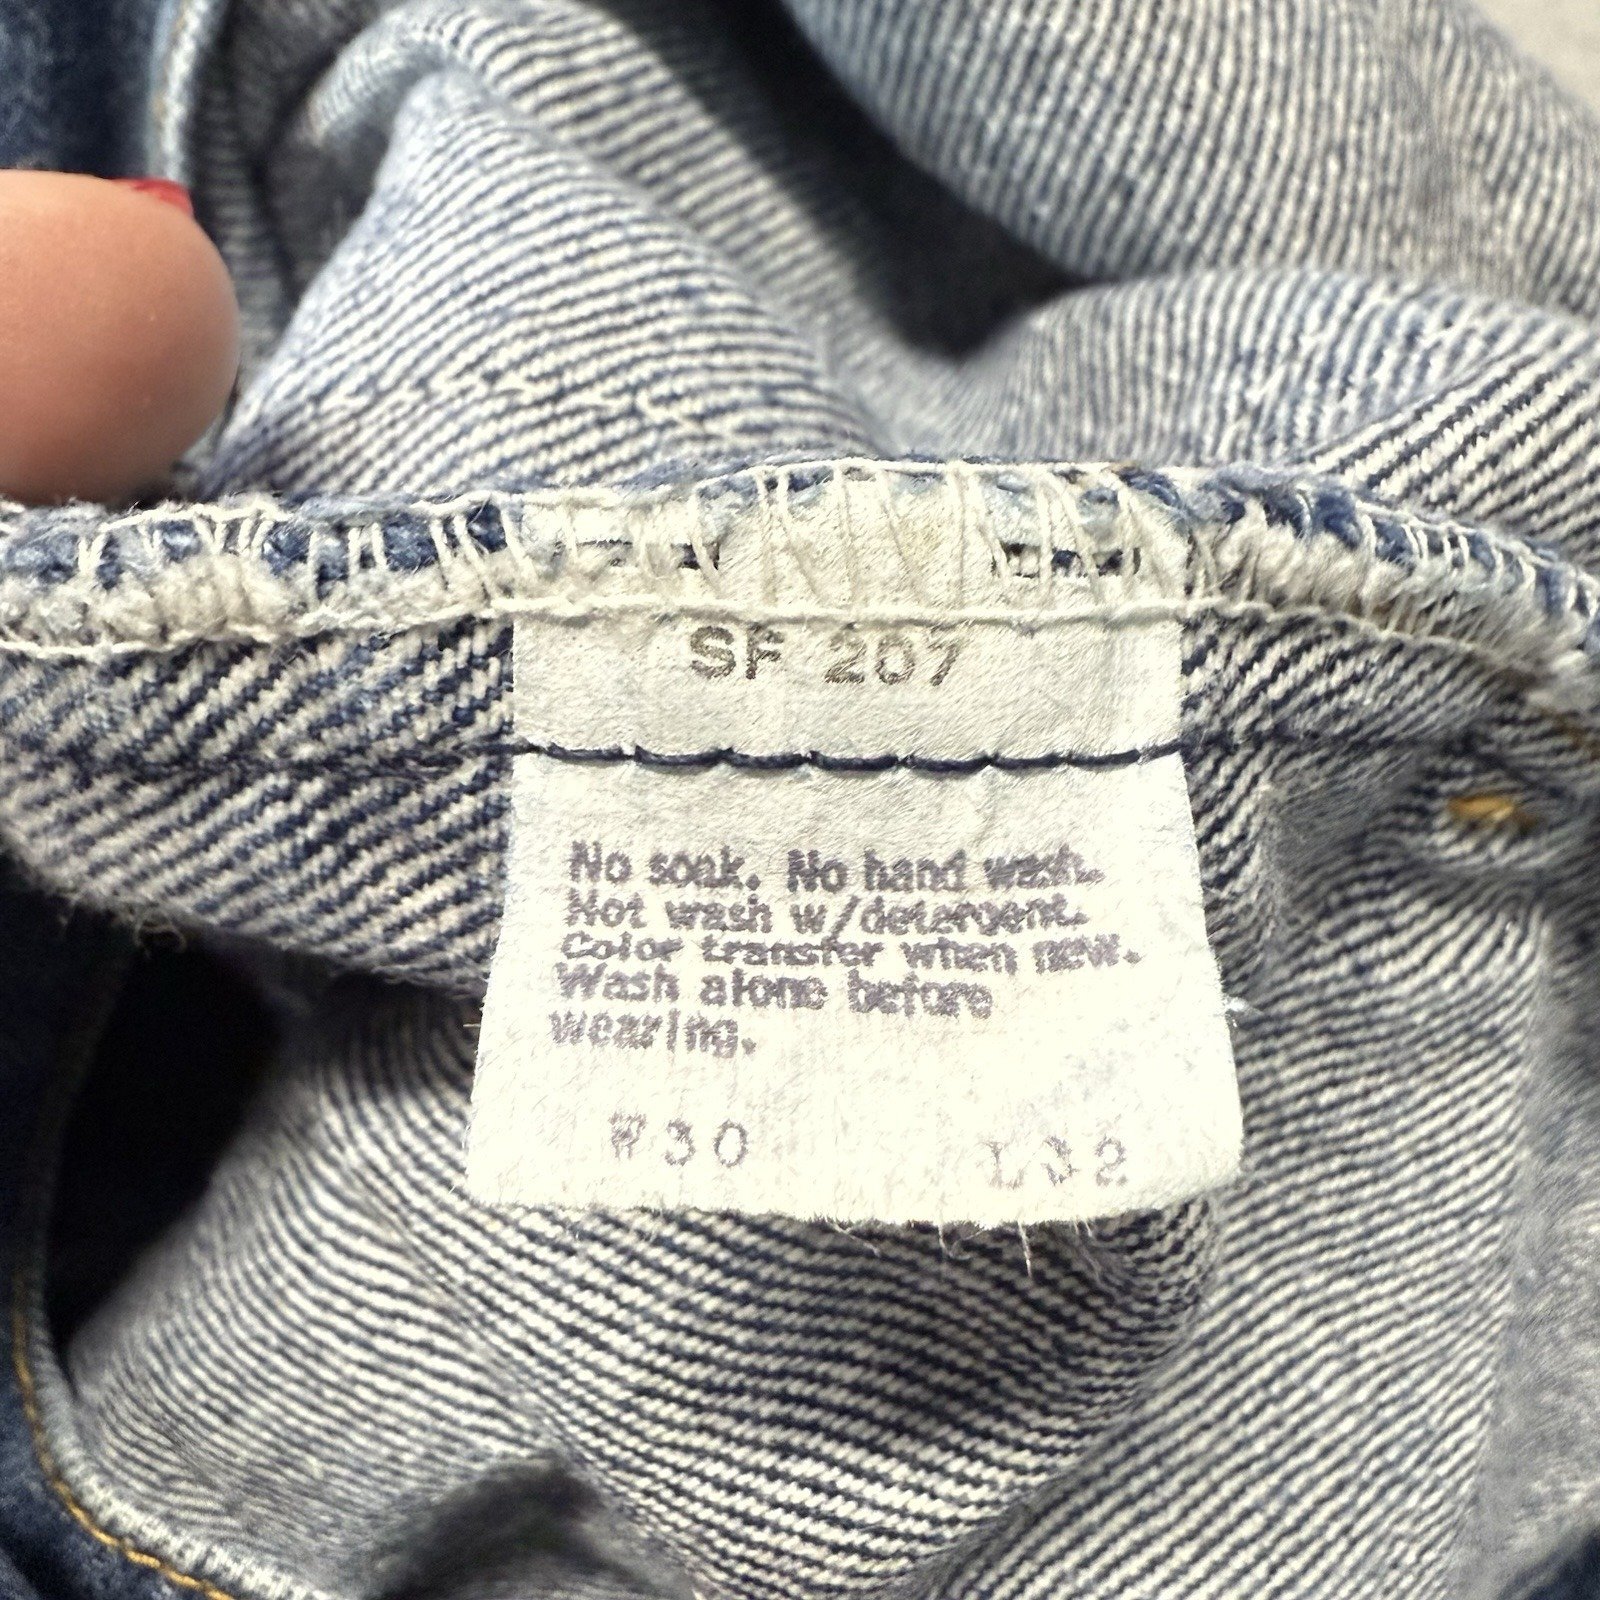 SF 207
No soak. No hand wash.
Not wash w/detergent.
Color transfer when new.
Wash alone before
wearing.
W30 L32